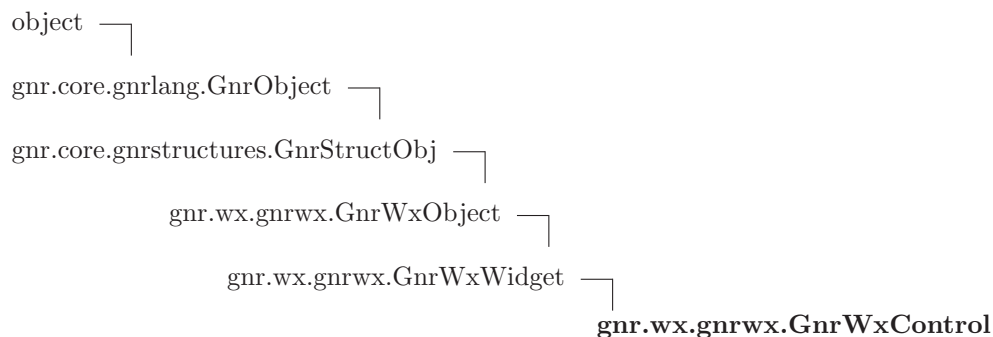 object
gnr.core.gnrlang.GnrObject
gnr.core.gnrstructures.GnrStructObj
gnr.wx.gnrwx.GnrWxObject
gnr.wx.gnrwx.GnrWxWidget
gnr.wx.gnrwx.GnrWxControl